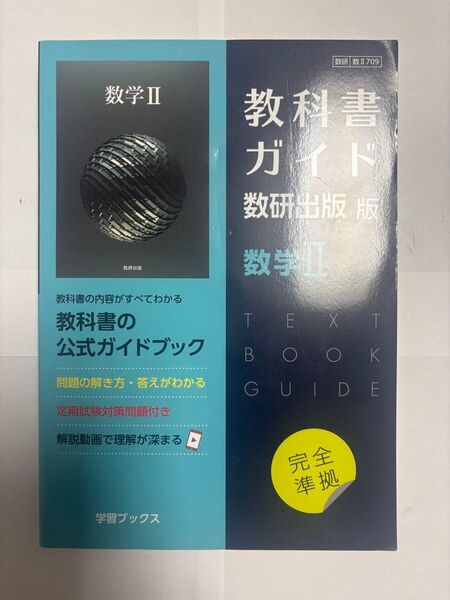 数学Ⅱ
数研出版
教科書の内容がすべてわかる
教科書の
公式ガイドブック
問題の解き方・答えがわかる
定期試験対策問題付き
解説動画で理解が深まる
学習ブックス
数研 数Ⅱ 709
教科書
ガイド
数研出版 版
数学Ⅱ
TEXT
BOOK
GUIDE
完全
準拠